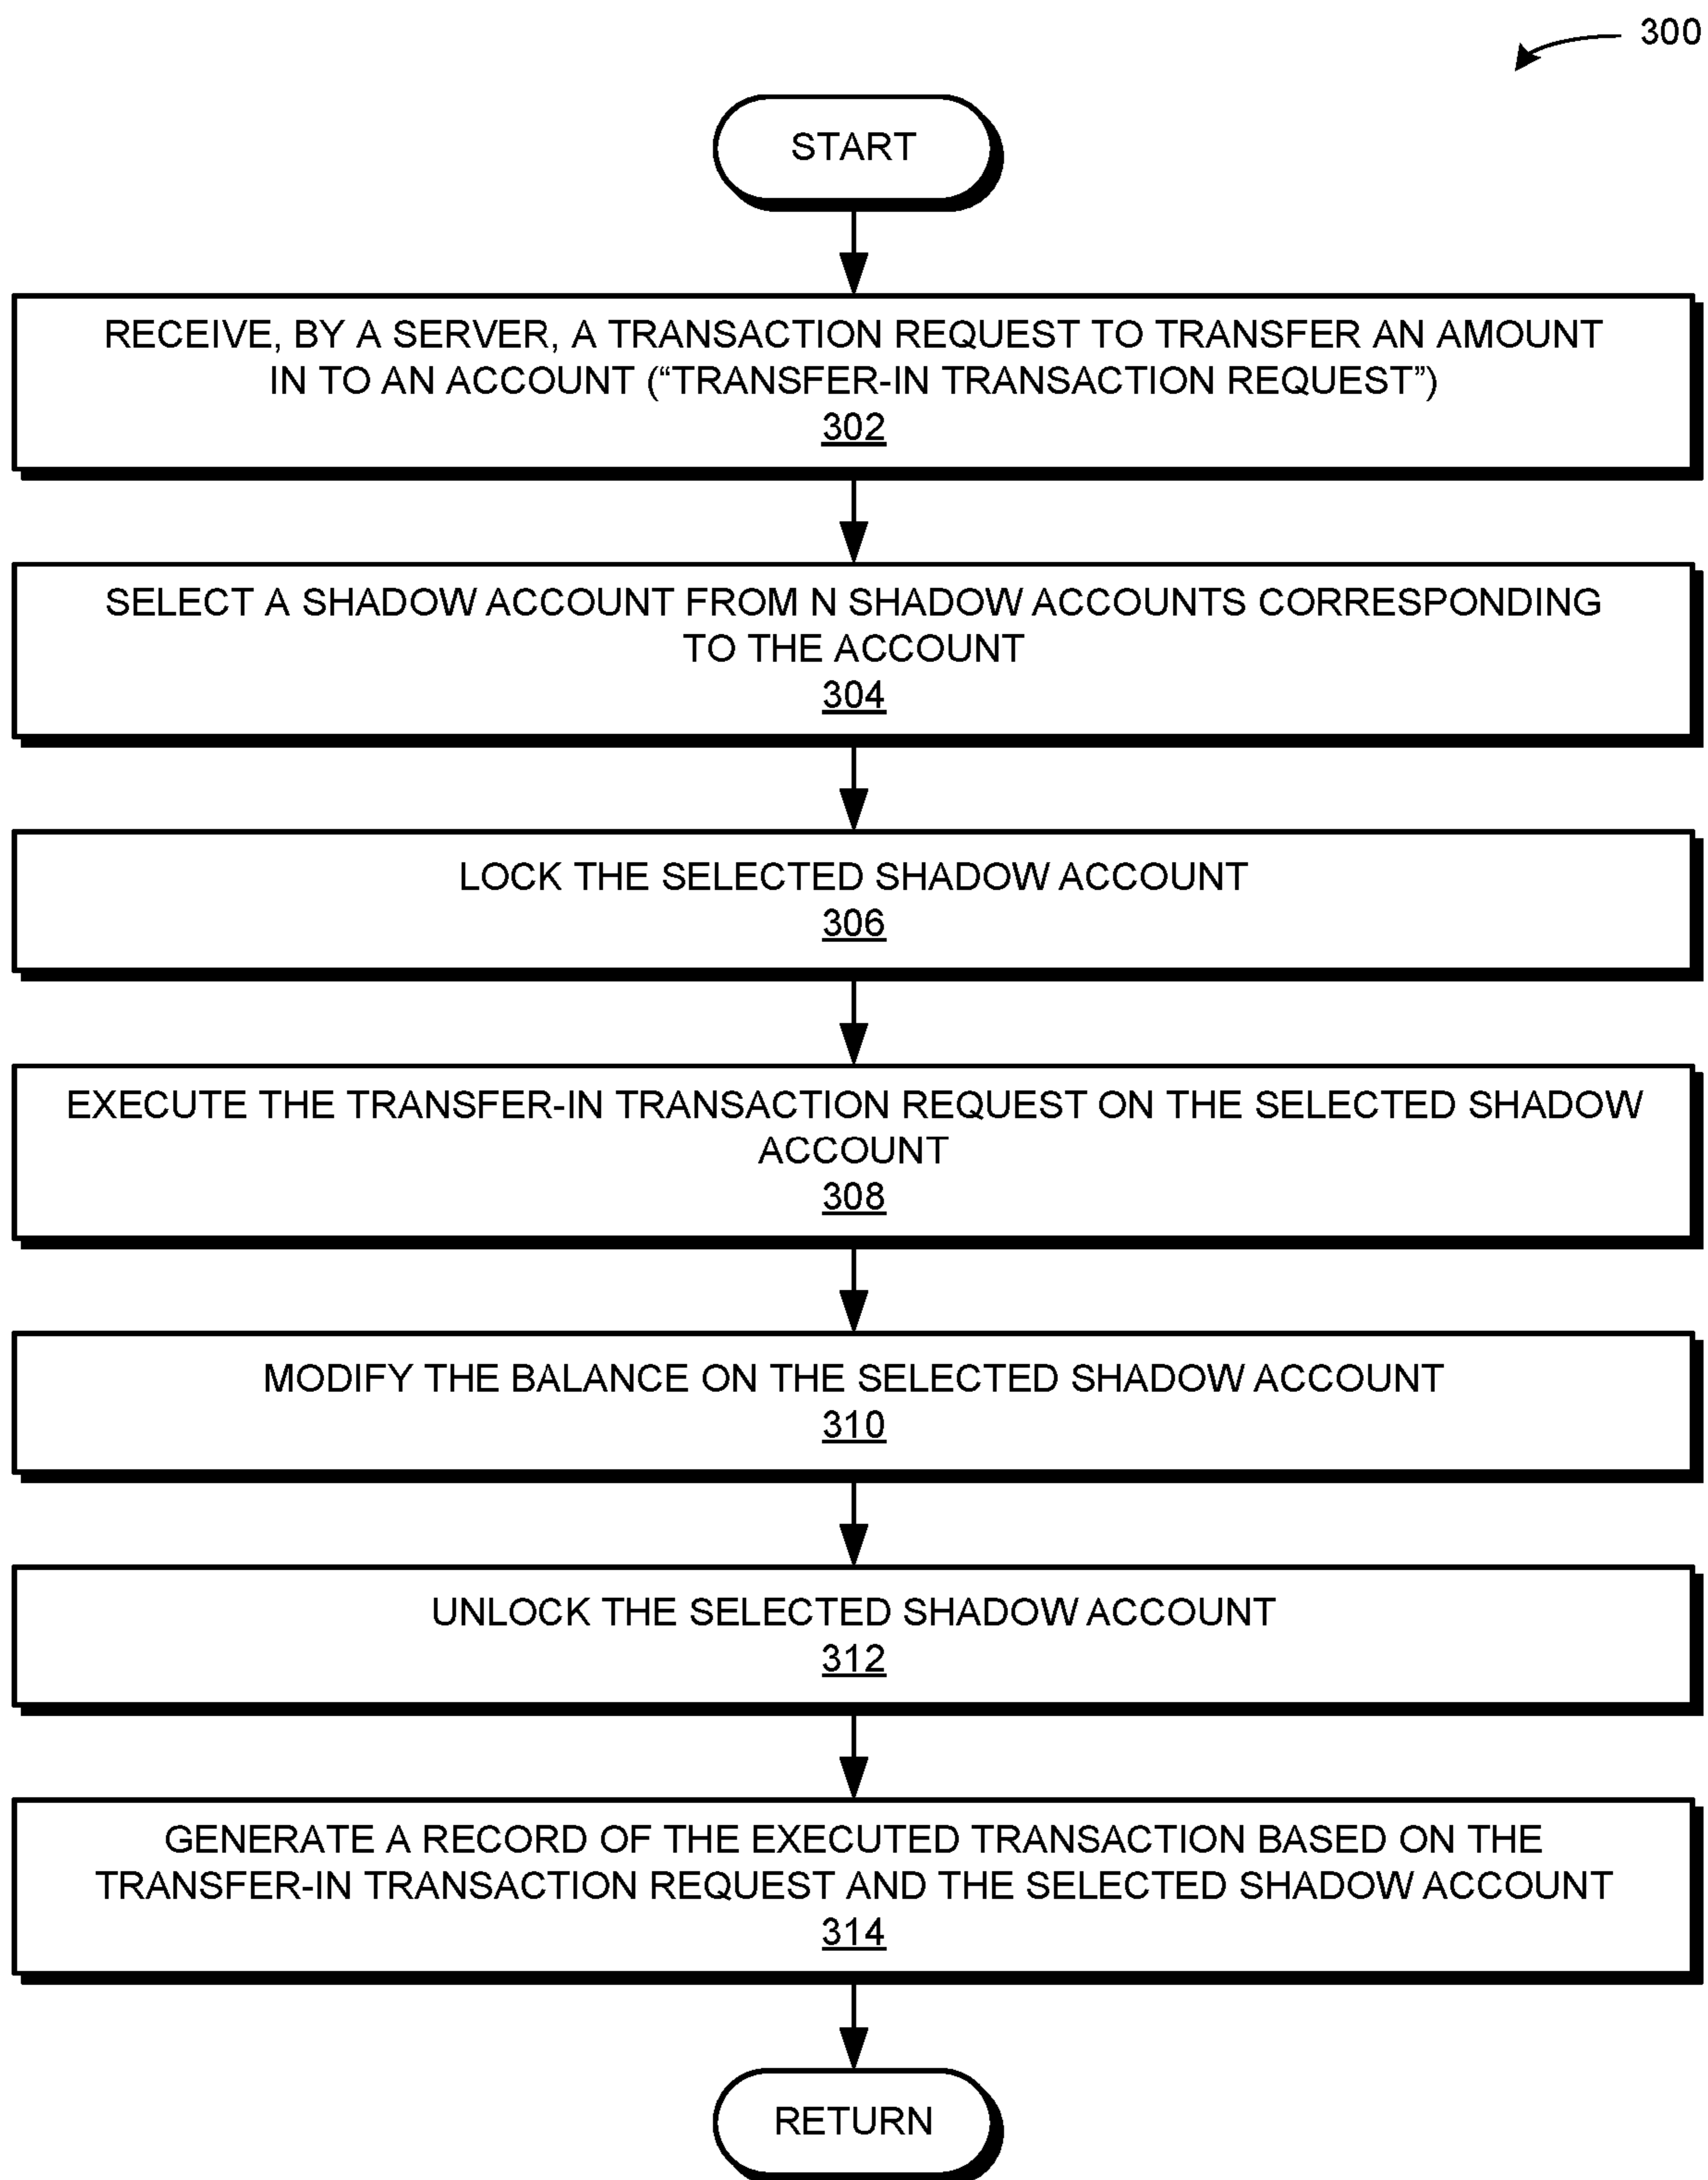 300
START
RECEIVE, BY A SERVER, A TRANSACTION REQUEST TO TRANSFER AN AMOUNT
IN TO AN ACCOUNT (“TRANSFER-IN TRANSACTION REQUEST”)
302
SELECT A SHADOW ACCOUNT FROM N SHADOW ACCOUNTS CORRESPONDING
TO THE ACCOUNT
304
LOCK THE SELECTED SHADOW ACCOUNT
306
EXECUTE THE TRANSFER-IN TRANSACTION REQUEST ON THE SELECTED SHADOW
ACCOUNT
308
MODIFY THE BALANCE ON THE SELECTED SHADOW ACCOUNT
310
UNLOCK THE SELECTED SHADOW ACCOUNT
312
GENERATE A RECORD OF THE EXECUTED TRANSACTION BASED ON THE
TRANSFER-IN TRANSACTION REQUEST AND THE SELECTED SHADOW ACCOUNT
314
RETURN